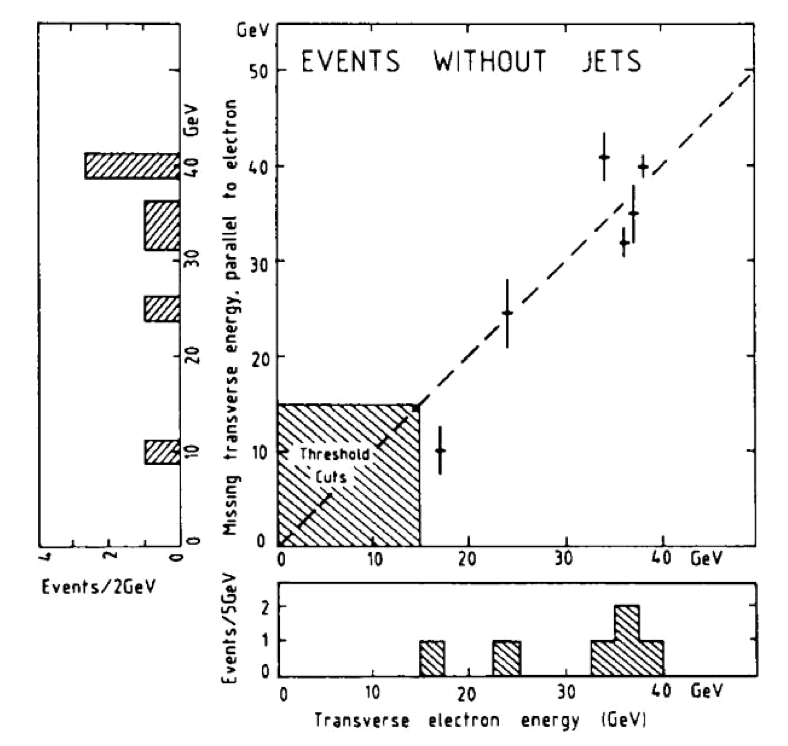 GeV
EVENTS WITHOUT JETS
50
40
30
20
10
0
Missing transverse energy, parallel to electron
Threshold
Cuts
0 10 20 30 40 GeV
GeV
40
30
20
10
0
4 2 0
Events/2GeV
Events/5GeV
2
1
0
0 10 20 30 40 GeV
Transverse electron energy (GeV)